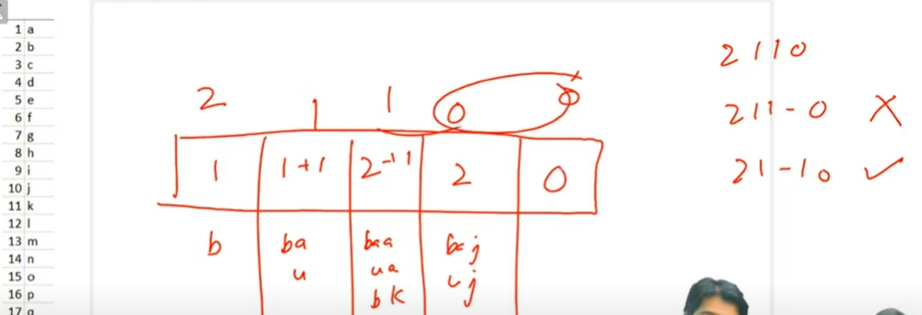 1 a
2 b
3 c
4 d
5 e
6 f
7 g
8 h
9 i
10 j
11 k
12 l
13 m
14 n
15 o
16 p
17 q
2 1 1 0 0
1 1+1 2-1 1 2 0
b ba baa baj
u ua uj
bk
2110
211-0 X
21-10 ✓